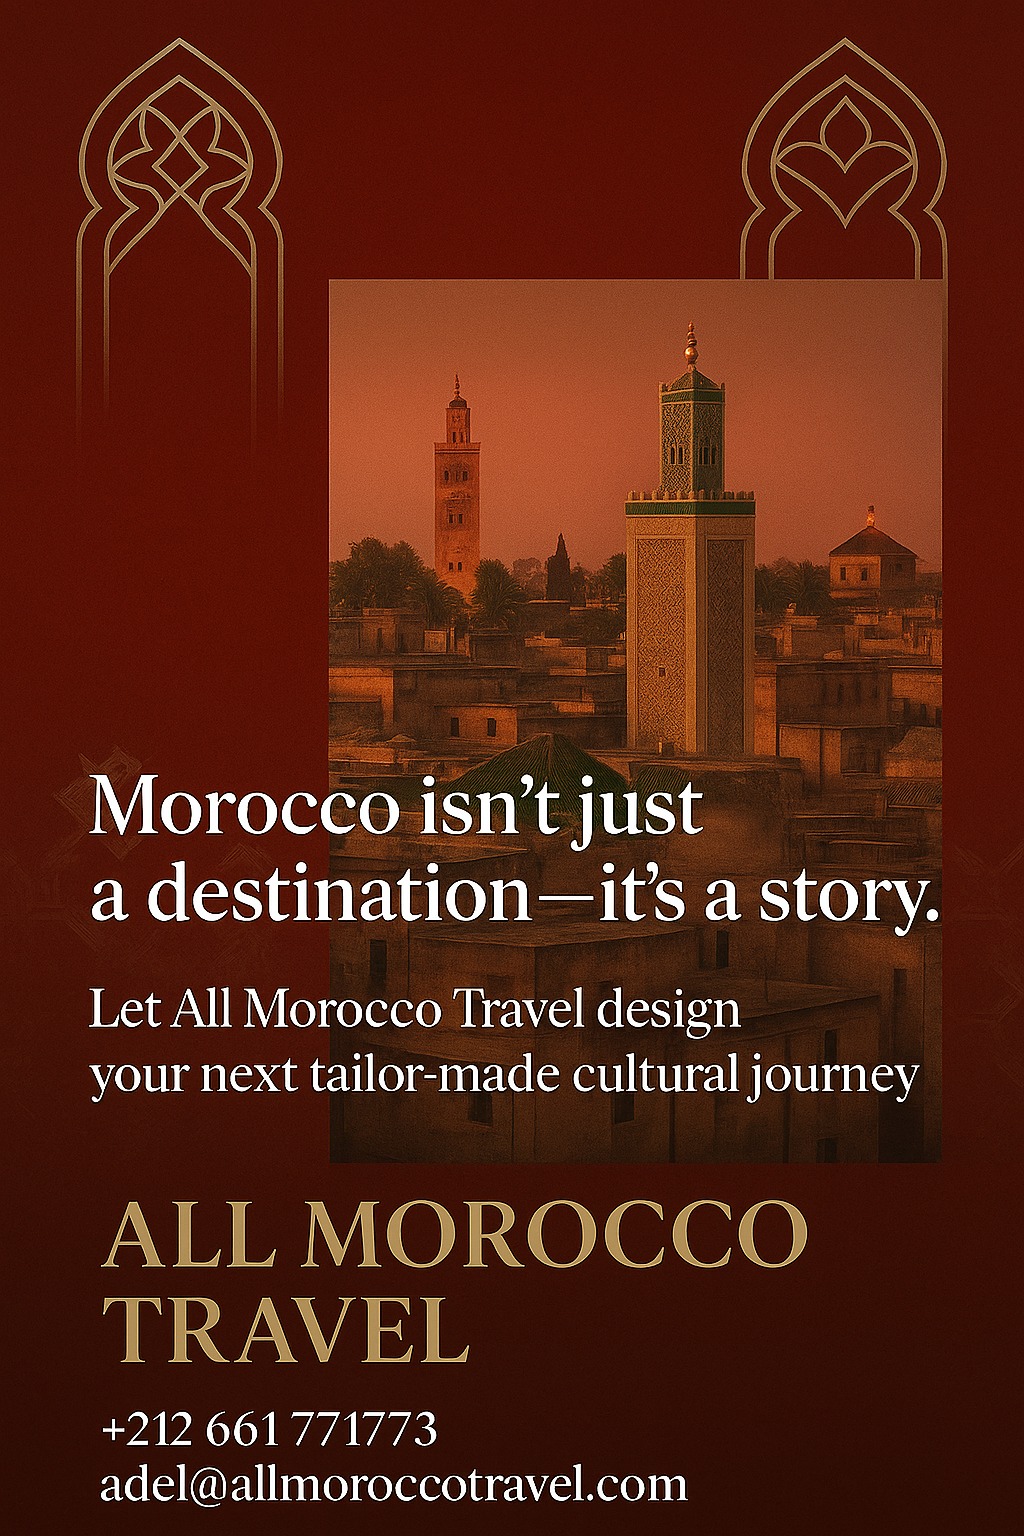 Morocco isn’t just
a destination—it’s a story.
Let All Morocco Travel design
your next tailor-made cultural journey
ALL MOROCCO
TRAVEL
+212 661 771773
adel@allmoroccotravel.com